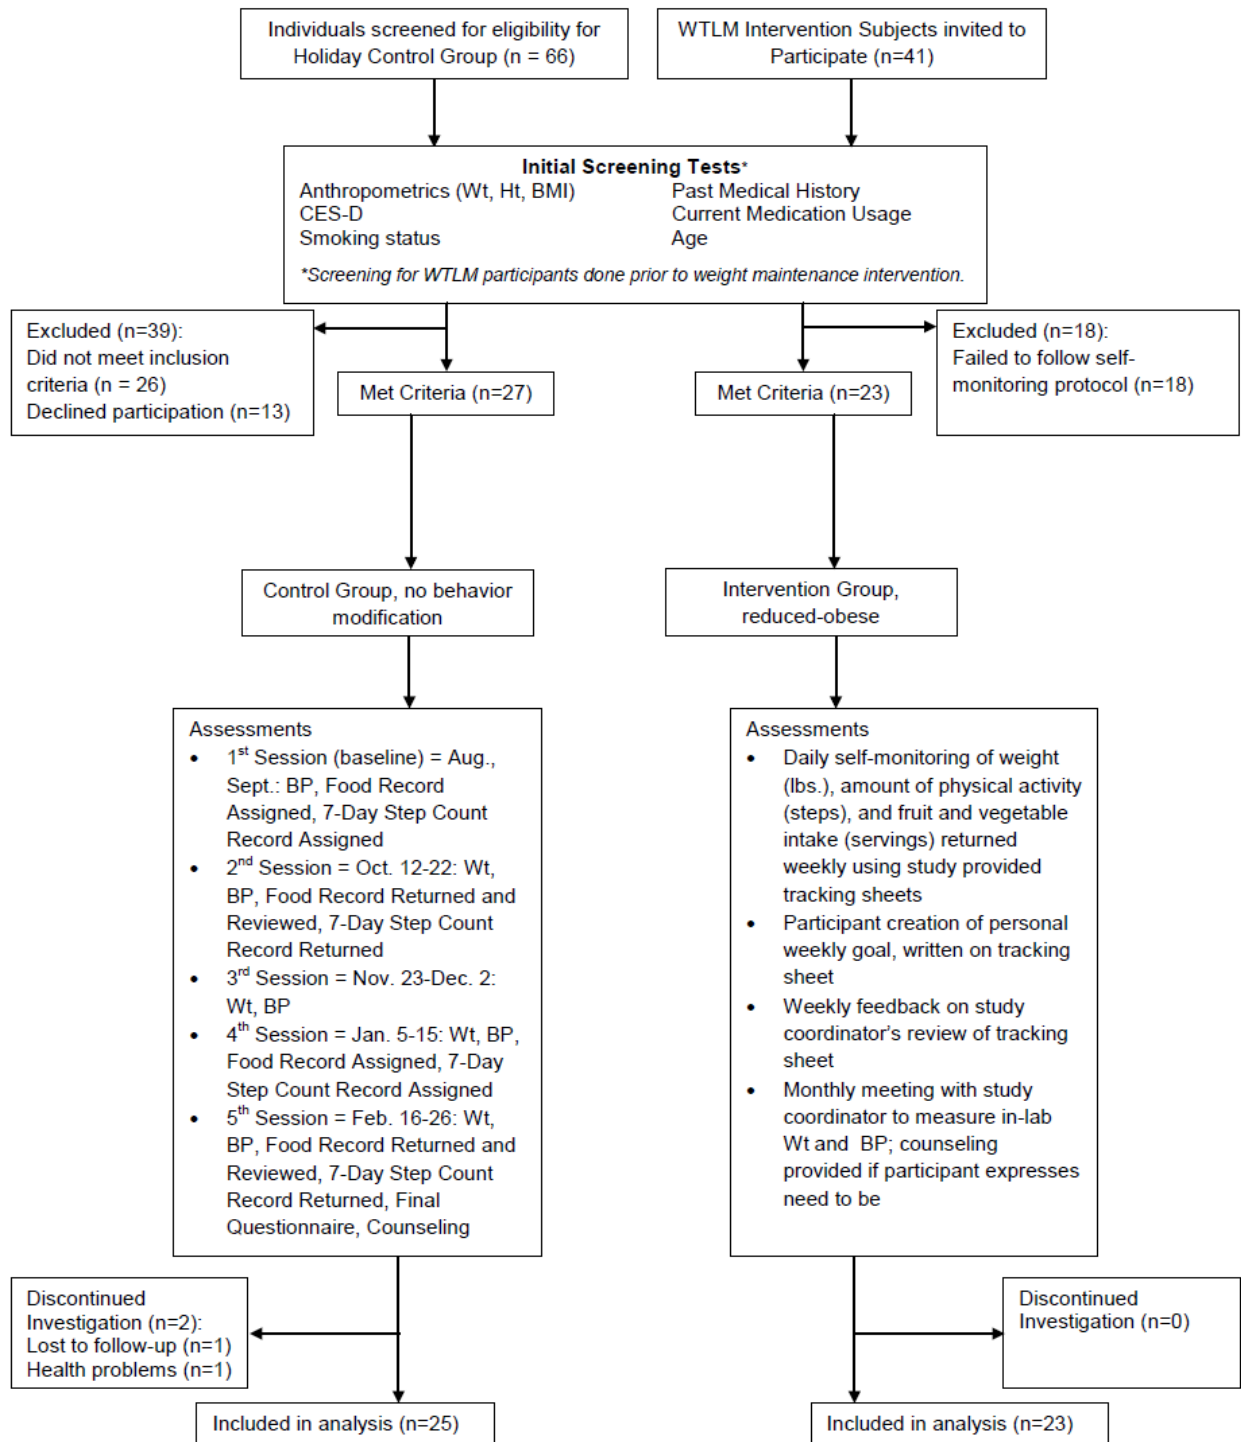 Individuals screened for eligibility for
Holiday Control Group (n = 66)
WTLM Intervention Subjects invited to
Participate (n=41)
Initial Screening Tests*
Anthropometrics (Wt, Ht, BMI)
CES-D
Smoking status
Past Medical History
Current Medication Usage
Age
*Screening for WTLM participants done prior to weight maintenance intervention.
Excluded (n=39):
Did not meet inclusion
criteria (n = 26)
Declined participation (n=13)
Met Criteria (n=27)
Met Criteria (n=23)
Excluded (n=18):
Failed to follow self-
monitoring protocol (n=18)
Control Group, no behavior
modification
Intervention Group,
reduced-obese
Assessments
• 1st Session (baseline) = Aug.,
Sept.: BP, Food Record
Assigned, 7-Day Step Count
Record Assigned
• 2nd Session = Oct. 12-22: Wt,
BP, Food Record Returned and
Reviewed, 7-Day Step Count
Record Returned
• 3rd Session = Nov. 23-Dec. 2:
Wt, BP
• 4th Session = Jan. 5-15: Wt, BP,
Food Record Assigned, 7-Day
Step Count Record Assigned
• 5th Session = Feb. 16-26: Wt,
BP, Food Record Returned and
Reviewed, 7-Day Step Count
Record Returned, Final
Questionnaire, Counseling
Assessments
• Daily self-monitoring of weight
(lbs.), amount of physical activity
(steps), and fruit and vegetable
intake (servings) returned
weekly using study provided
tracking sheets
• Participant creation of personal
weekly goal, written on tracking
sheet
• Weekly feedback on study
coordinator's review of tracking
sheet
• Monthly meeting with study
coordinator to measure in-lab
Wt and BP; counseling
provided if participant expresses
need to be
Discontinued
Investigation (n=2):
Lost to follow-up (n=1)
Health problems (n=1)
Discontinued
Investigation (n=0)
Included in analysis (n=25)
Included in analysis (n=23)